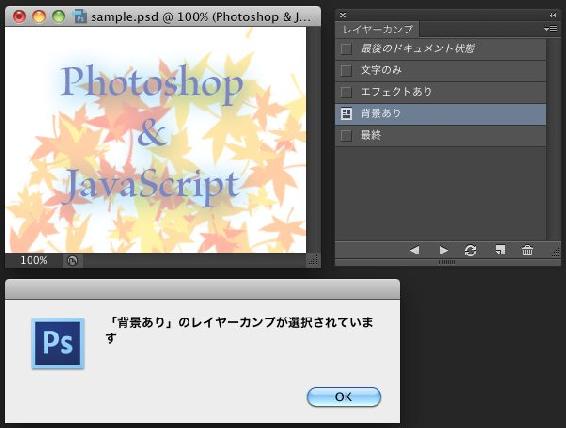 sample.psd @ 100% (Photoshop & J...
Photoshop
&
JavaScript
100%
レイヤーカンプ
最後のドキュメント状態
文字のみ
エフェクトあり
背景あり
最終
Ps
「背景あり」のレイヤーカンプが選択されていま
す
OK